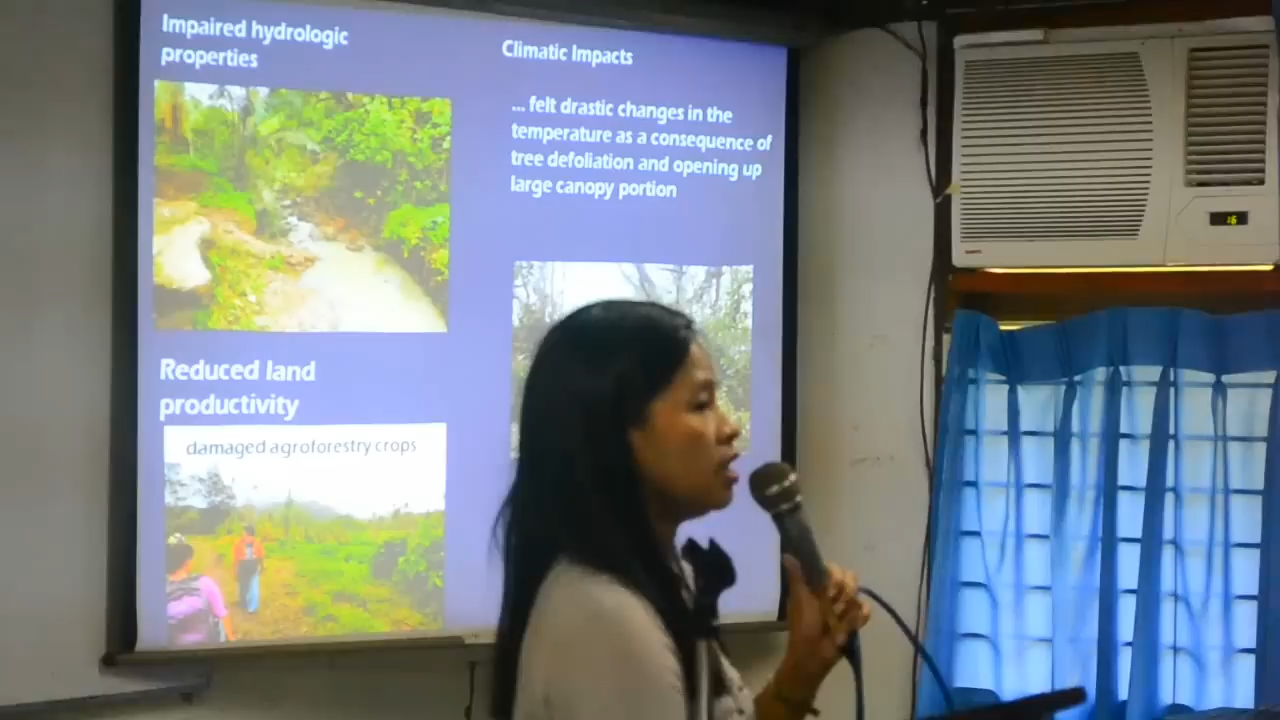 Impaired hydrologic
properties
Climatic Impacts
... felt drastic changes in the
temperature as a consequence of
tree defoliation and opening up
large canopy portion
Reduced land
productivity
damaged agroforestry crops
16